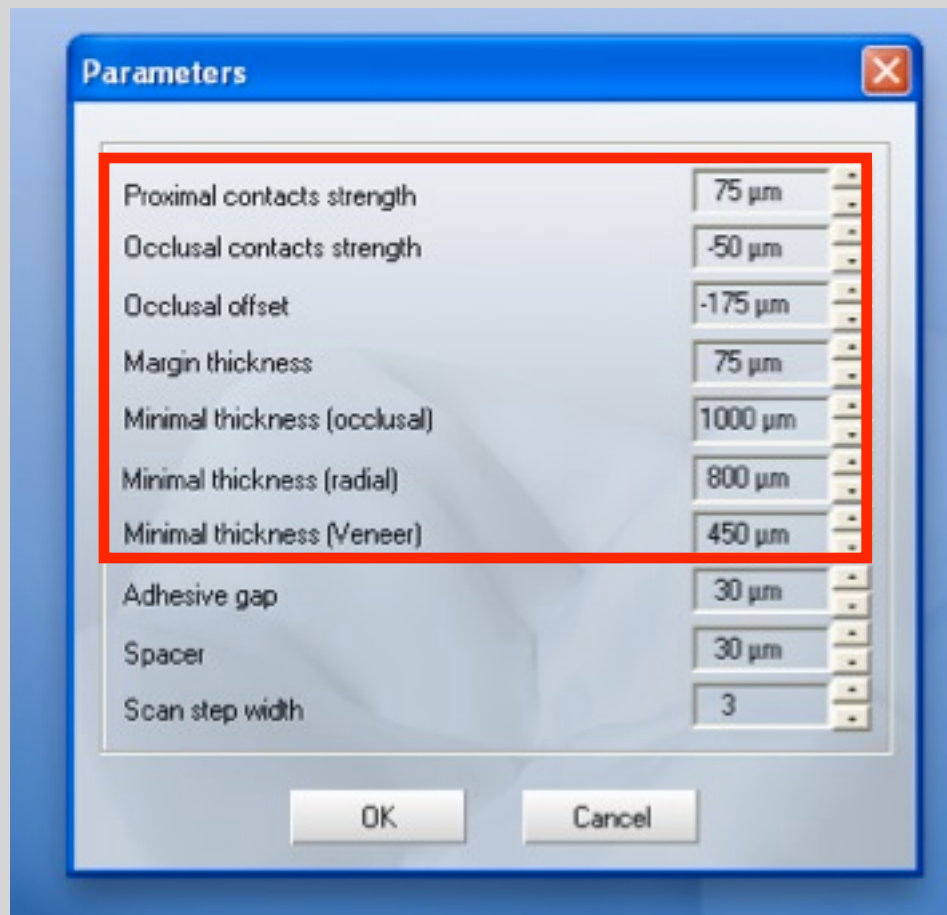 Parameters
Proximal contacts strength 75 µm
Occlusal contacts strength -50 µm
Occlusal offset -175 µm
Margin thickness 75 µm
Minimal thickness (occlusal) 1000 µm
Minimal thickness (radial) 800 µm
Minimal thickness (Veneer) 450 µm
Adhesive gap 30 µm
Spacer 30 µm
Scan step width 3
OK Cancel